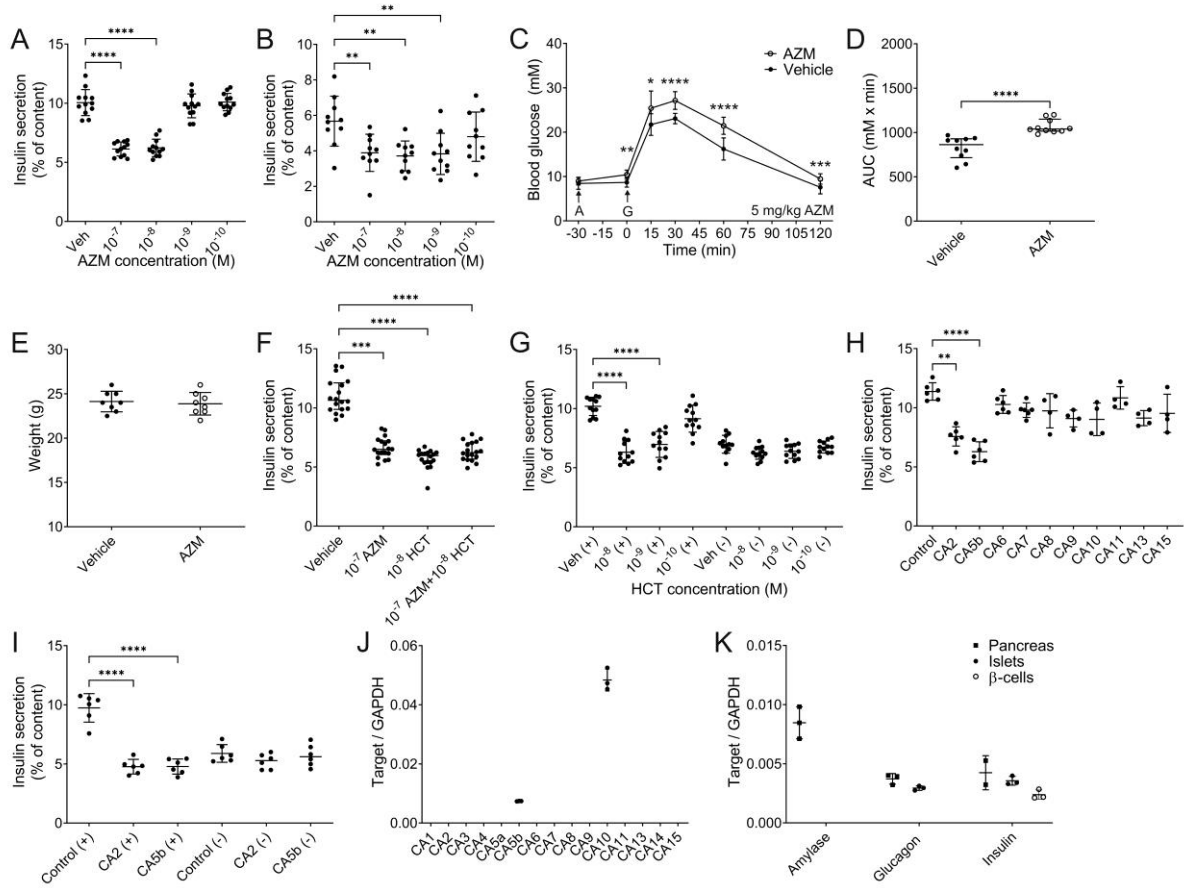 A
Insulin secretion
(% of content)
15
10
5
0
****
****
Veh
10⁻⁷
10⁻⁸
10⁻⁹
10⁻¹⁰
AZM concentration (M)
B
Insulin secretion
(% of content)
10
8
6
4
2
0
**
**
**
Veh
10⁻⁷
10⁻⁸
10⁻⁹
10⁻¹⁰
AZM concentration (M)
C
Blood glucose (mM)
40
30
20
10
0
AZM
Vehicle
**
*
****
****
***
A
G
5 mg/kg AZM
-30 -15 0 15 30 45 60 75 90 105 120
Time (min)
D
AUC (mM x min)
2000
1500
1000
500
0
****
Vehicle
AZM
E
Weight (g)
30
25
20
15
10
Vehicle
AZM
F
Insulin secretion
(% of content)
15
10
5
0
****
****
***
Vehicle
10⁻⁷ AZM
10⁻⁸ HCT
10⁻⁷ AZM+10⁻⁸ HCT
G
Insulin secretion
(% of content)
15
10
5
0
****
****
Veh (+)
10⁻⁸ (+)
10⁻⁹ (+)
10⁻¹⁰ (+)
Veh (-)
10⁻⁸ (-)
10⁻⁹ (-)
10⁻¹⁰ (-)
HCT concentration (M)
H
Insulin secretion
(% of content)
15
10
5
0
****
**
Control
CA2
CA5b
CA6
CA7
CA8
CA9
CA10
CA11
CA13
CA15
I
Insulin secretion
(% of content)
15
10
5
0
****
****
Control (+)
CA2 (+)
CA5b (+)
Control (-)
CA2 (-)
CA5b (-)
J
Target / GAPDH
0.06
0.04
0.02
0.00
CA1
CA2
CA3
CA4
CA5a
CA5b
CA6
CA7
CA8
CA9
CA10
CA11
CA13
CA14
CA15
K
Target / GAPDH
0.015
0.010
0.005
0.000
Pancreas
Islets
β-cells
Amylase
Glucagon
Insulin